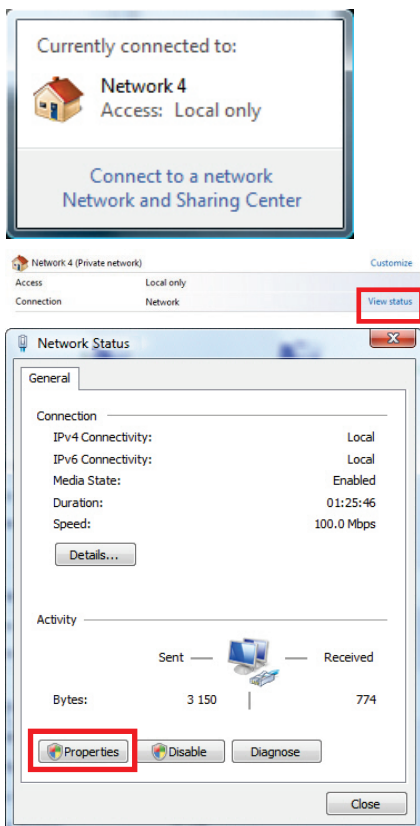 Currently connected to:
Network 4
Access: Local only
Connect to a network
Network and Sharing Center
Network 4 (Private network) Customize
Access Local only
Connection Network View status
Network Status
General
Connection
IPv4 Connectivity: Local
IPv6 Connectivity: Local
Media State: Enabled
Duration: 01:25:46
Speed: 100.0 Mbps
Details...
Activity
Sent Received
Bytes: 3 150 774
Properties Disable Diagnose
Close